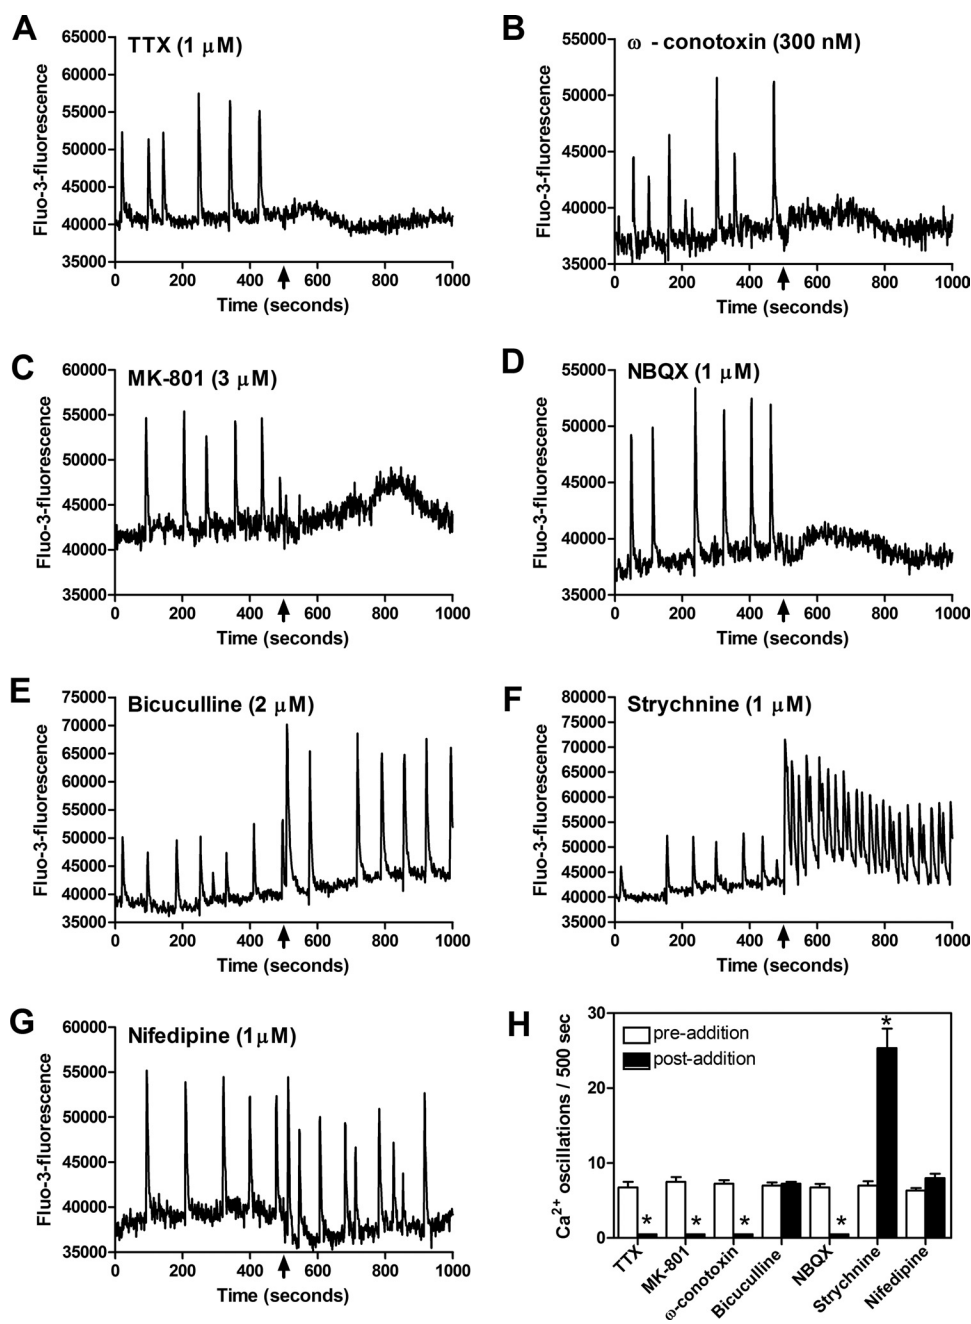 A
TTX (1 μM)
Fluo-3-fluorescence
65000
60000
55000
50000
45000
40000
35000
0 200 400 600 800 1000
Time (seconds)
B
ω - conotoxin (300 nM)
Fluo-3-fluorescence
55000
50000
45000
40000
35000
0 200 400 600 800 1000
Time (seconds)
C
MK-801 (3 μM)
Fluo-3-fluorescence
60000
55000
50000
45000
40000
35000
0 200 400 600 800 1000
Time (seconds)
D
NBQX (1 μM)
Fluo-3-fluorescence
55000
50000
45000
40000
35000
0 200 400 600 800 1000
Time (seconds)
E
Bicuculline (2 μM)
Fluo-3-fluorescence
75000
70000
65000
60000
55000
50000
45000
40000
35000
0 200 400 600 800 1000
Time (seconds)
F
Strychnine (1 μM)
Fluo-3-fluorescence
80000
75000
70000
65000
60000
55000
50000
45000
40000
35000
0 200 400 600 800 1000
Time (seconds)
G
Nifedipine (1μM)
Fluo-3-fluorescence
60000
55000
50000
45000
40000
35000
0 200 400 600 800 1000
Time (seconds)
H
Ca2+ oscillations / 500 sec
30
20
10
0
pre-addition
post-addition
*
* * * *
TTX
MK-801
ω-conotoxin
Bicuculline
NBQX
Strychnine
Nifedipine